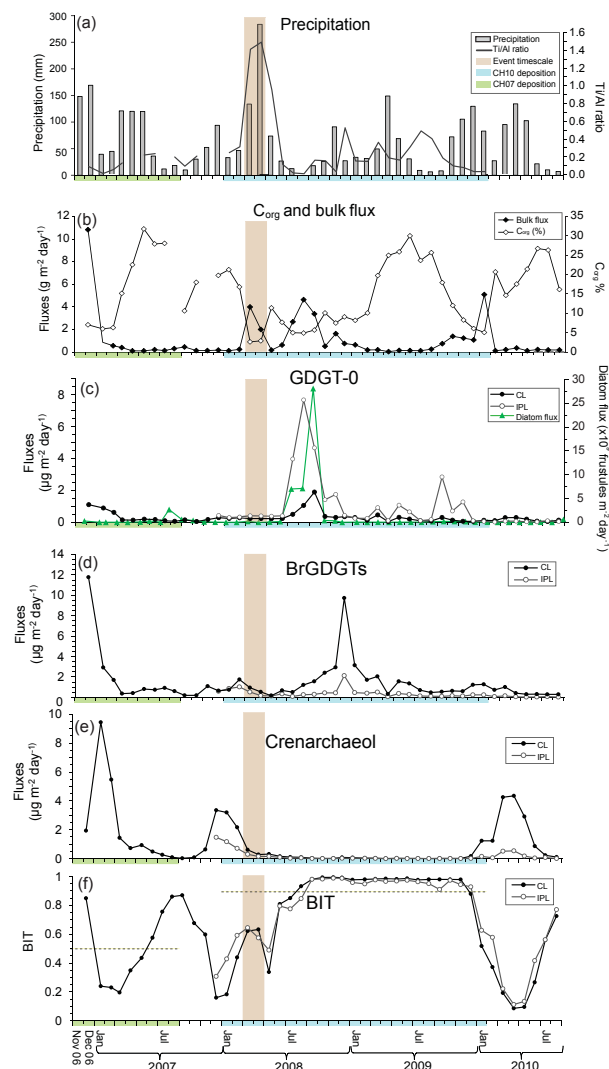 (a)
Precipitation
Precipitation
Ti/Al ratio
Event timescale
CH10 deposition
CH07 deposition
Precipitation (mm)
300
250
200
150
100
50
0
1.6
1.4
1.2
1.0
0.8
0.6
0.4
0.2
0.0
Ti/Al ratio
(b)
Corg and bulk flux
Bulk flux
Corg (%)
Fluxes (g m-2 day-1)
12
10
8
6
4
2
0
35
30
25
20
15
10
5
0
Corg %
(c)
GDGT-0
CL
IPL
Diatom flux
Fluxes
(µg m-2 day-1)
8
6
4
2
0
30
25
20
15
10
5
0
(d)
BrGDGTs
CL
IPL
Fluxes
(µg m-2 day-1)
14
12
10
8
6
4
2
0
(e)
Crenarchaeol
CL
IPL
Fluxes
(µg m-2 day-1)
10
8
6
4
2
0
(f)
BIT
CL
IPL
BIT
1
0.8
0.6
0.4
0.2
0
Nov 06
Dec 06
Jan
Jul
Jan
Jul
Jan
Jul
Jan
Jul
2007
2008
2009
2010